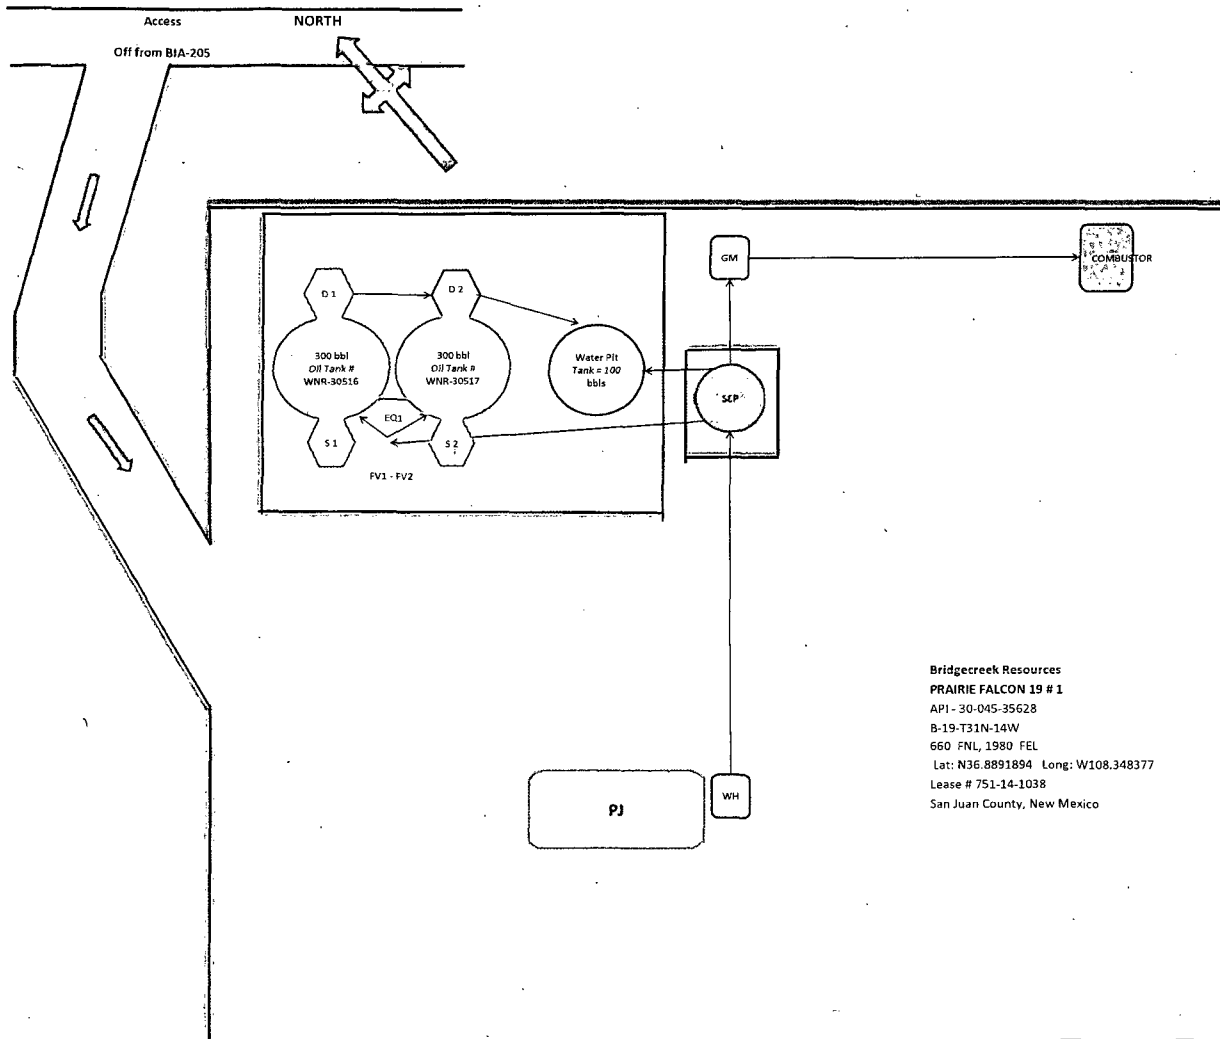 Access
NORTH
Off from BIA-205
GM
COMBUSTOR
D 1
D 2
300 bbl
Oil Tank #
WNR-30516
300 bbl
Oil Tank #
WNR-30517
Water Pit
Tank = 100
bbls
SEP
EQ1
S 1
S 2
FV1 - FV2
Bridgecreek Resources
PRAIRIE FALCON 19 # 1
API - 30-045-35628
B-19-T31N-14W
660 FNL, 1980 FEL
Lat: N36.8891894 Long: W108.348377
Lease # 751-14-1038
San Juan County, New Mexico
PJ
WH